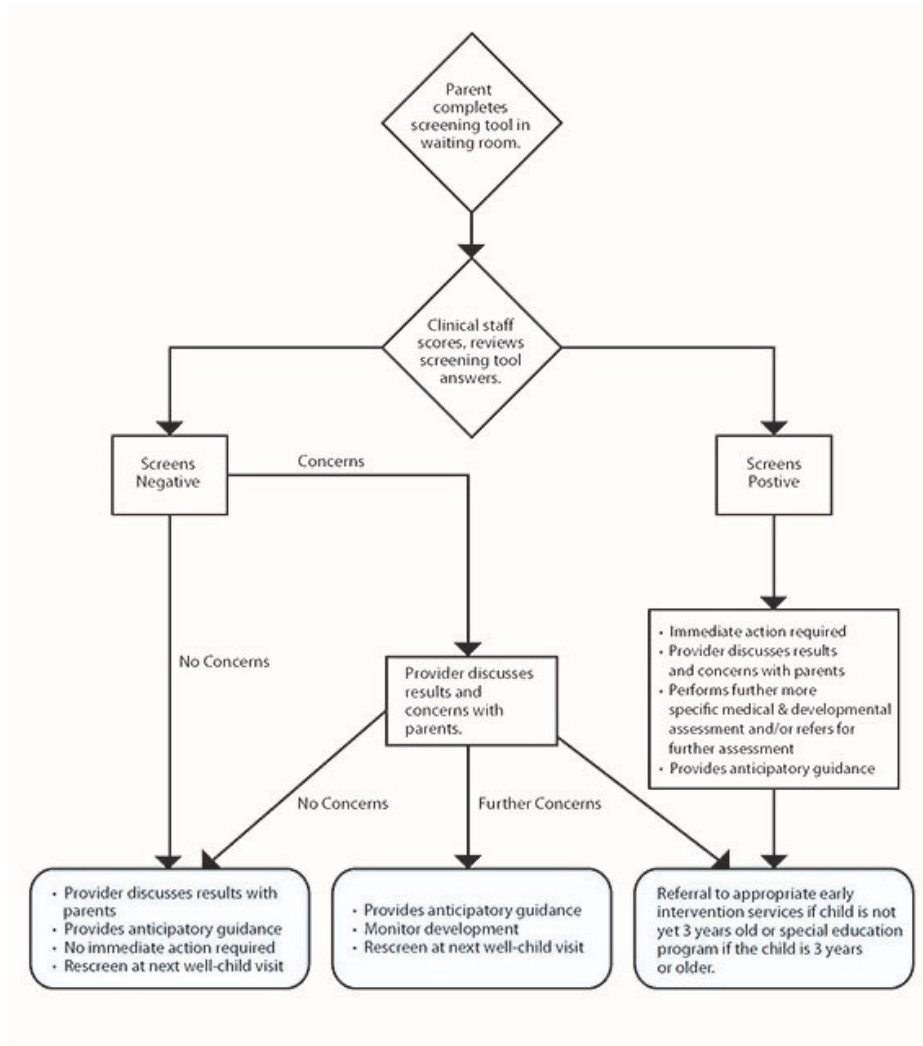 Parent
completes
screening tool in
waiting room.
Clinical staff
scores, reviews
screening tool
answers.
Screens
Negative
Concerns
Screens
Postive
No Concerns
Provider discusses
results and
concerns with
parents.
• Immediate action required
• Provider discusses results
and concerns with parents
• Performs further more
specific medical & developmental
assessment and/or refers for
further assessment
• Provides anticipatory guidance
No Concerns
Further Concerns
• Provider discusses results with
parents
• Provides anticipatory guidance
• No immediate action required
• Rescreen at next well-child visit
• Provides anticipatory guidance
• Monitor development
• Rescreen at next well-child visit
Referral to appropriate early
intervention services if child is not
yet 3 years old or special education
program if the child is 3 years
or older.